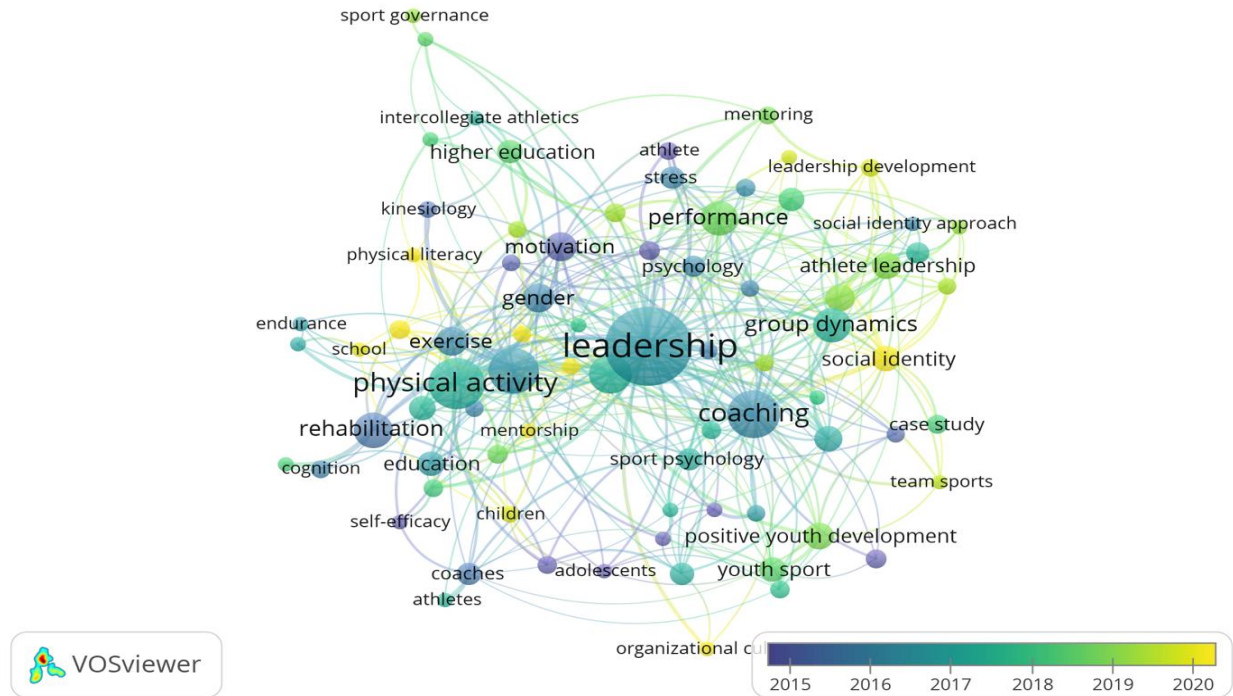 sport governance
intercollegiate athletics
mentoring
higher education
athlete
leadership development
stress
kinesiology
performance
social identity approach
motivation
physical literacy
psychology
athlete leadership
gender
endurance
group dynamics
school
exercise
leadership
social identity
physical activity
coaching
rehabilitation
mentorship
case study
cognition
education
sport psychology
team sports
self-efficacy
children
positive youth development
coaches
adolescents
youth sport
athletes
organizational cul
VOSviewer
2015 2016 2017 2018 2019 2020